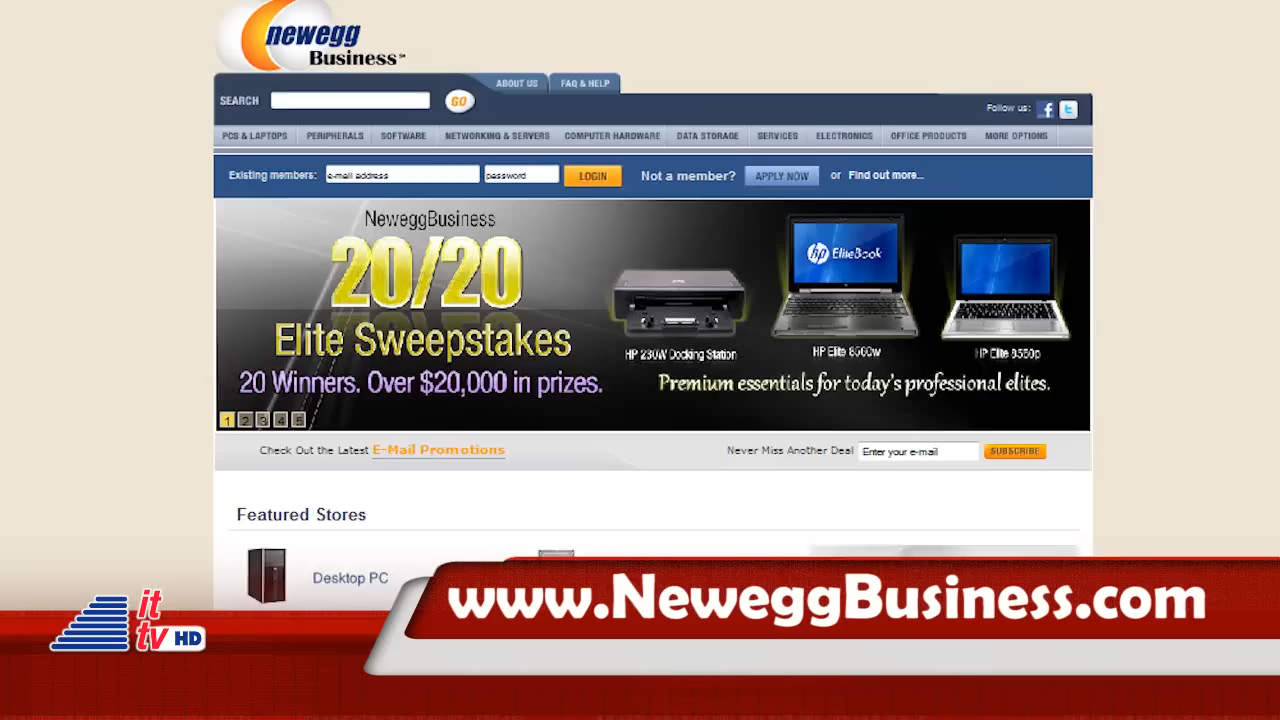 newegg
Business℠
ABOUT US
FAQ & HELP
SEARCH
GO
Follow us:
PCS & LAPTOPS
PERIPHERALS
SOFTWARE
NETWORKING & SERVERS
COMPUTER HARDWARE
DATA STORAGE
SERVICES
ELECTRONICS
OFFICE PRODUCTS
MORE OPTIONS
Existing members:
e-mail address
password
LOGIN
Not a member?
APPLY NOW
or
Find out more...
NeweggBusiness
20/20
Elite Sweepstakes
20 Winners. Over $20,000 in prizes.
hp EliteBook
HP 230W Docking Station
HP Elite 8560w
HP Elite 8560p
Premium essentials for today's professional elites.
1 2 3 4 5
Check Out the Latest E-Mail Promotions
Never Miss Another Deal
Enter your e-mail
SUBSCRIBE
Featured Stores
Desktop PC
www.NeweggBusiness.com
it
tv HD